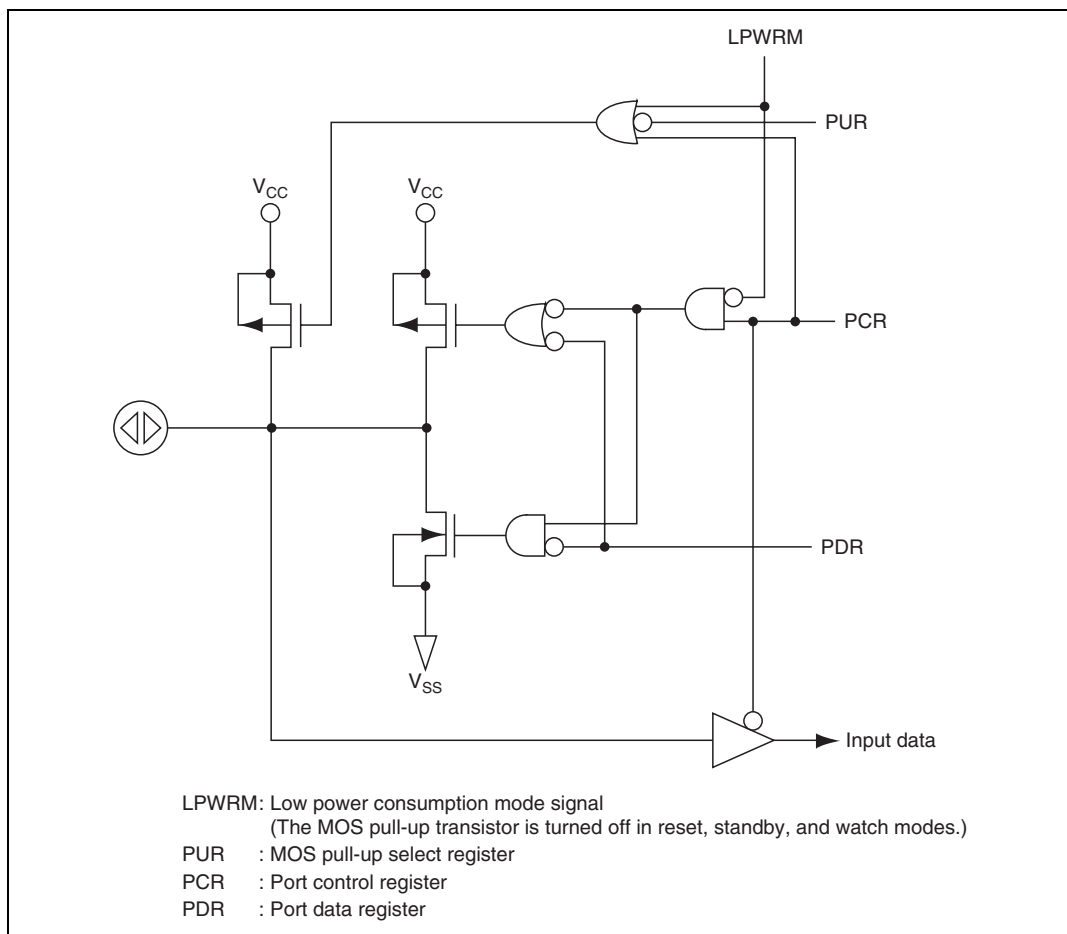 LPWRM
PUR
VCC
VCC
PCR
PDR
VSS
Input data
LPWRM: Low power consumption mode signal
(The MOS pull-up transistor is turned off in reset, standby, and watch modes.)
PUR : MOS pull-up select register
PCR : Port control register
PDR : Port data register